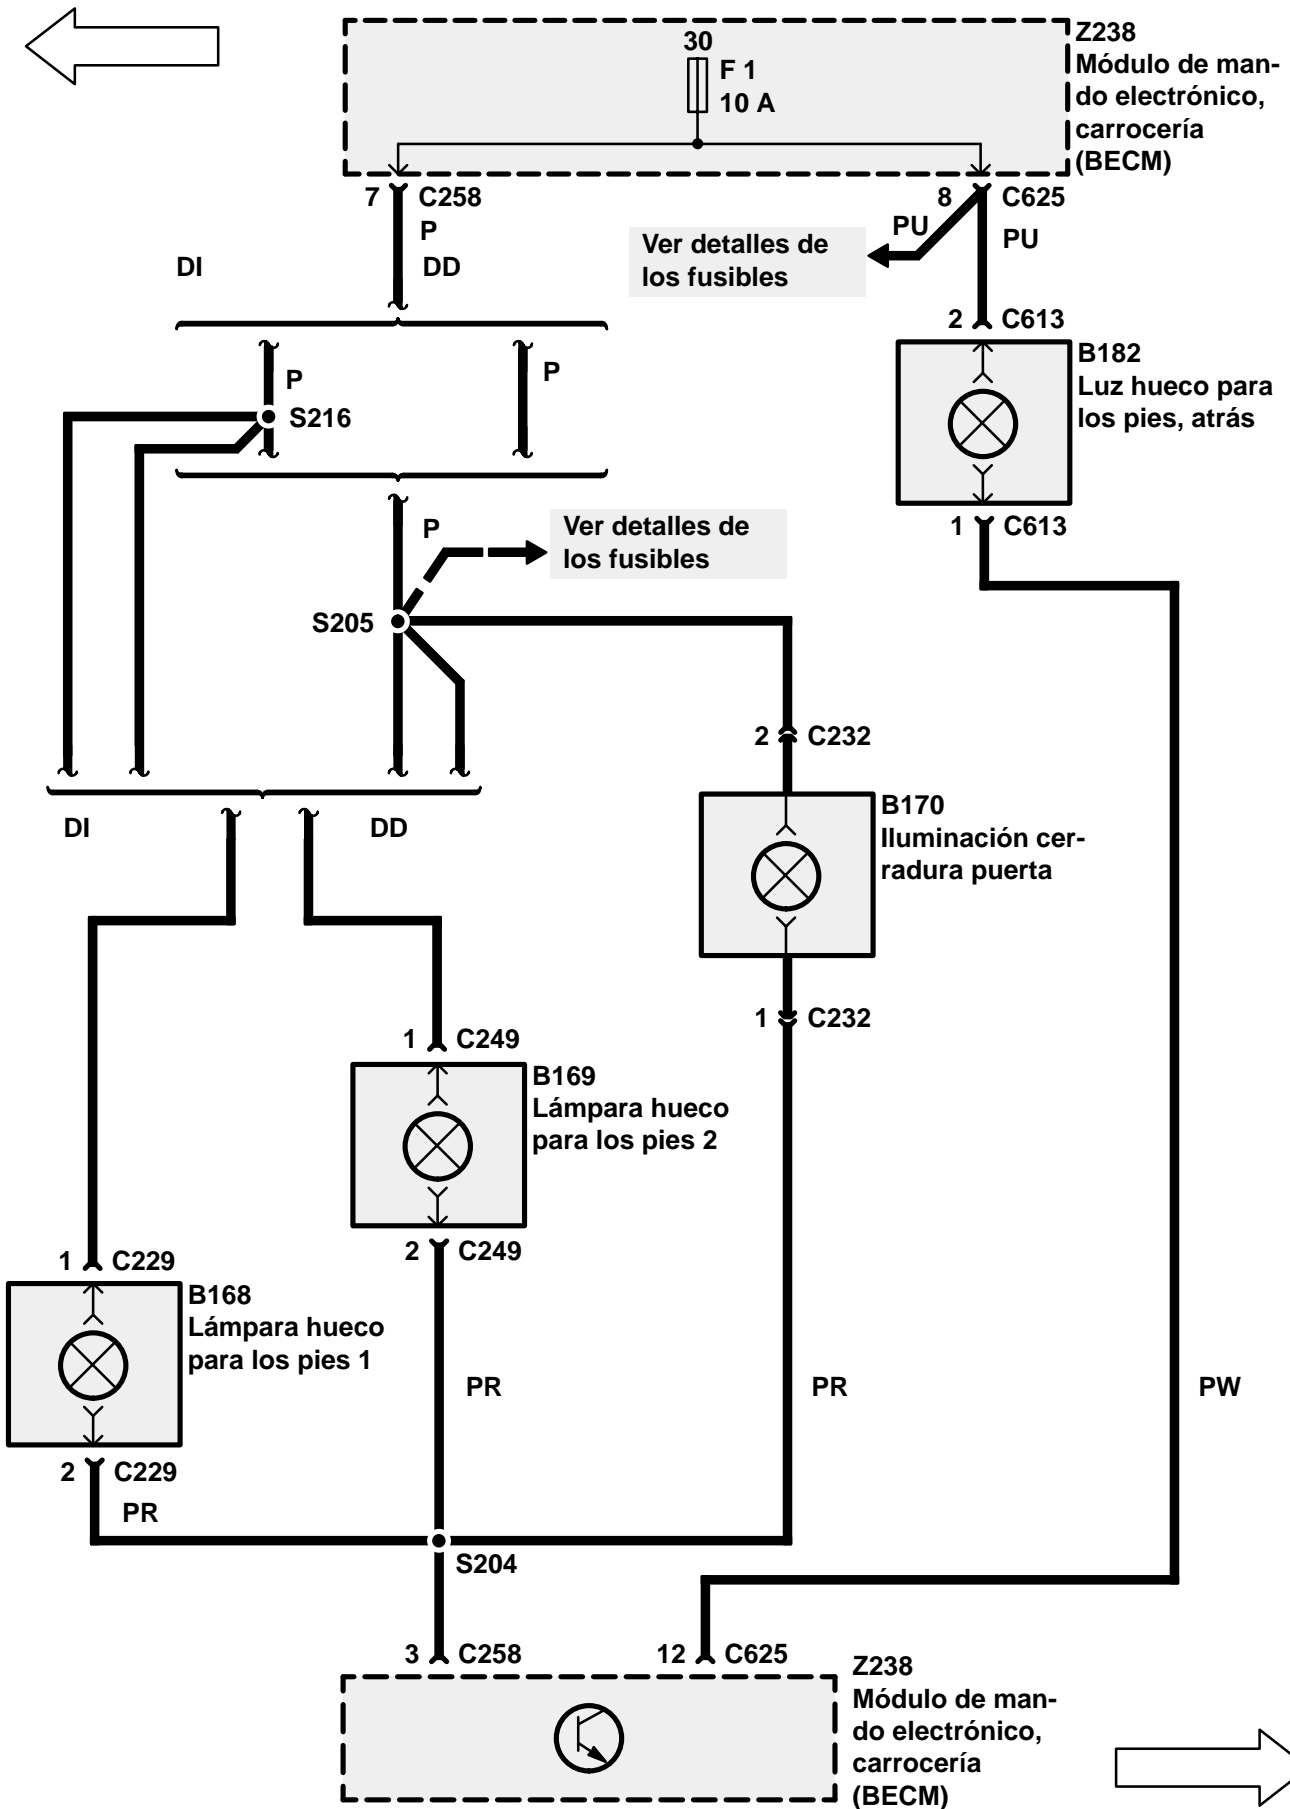 30
F 1
10 A
Z238
Módulo de man-
do electrónico,
carrocería
(BECM)
7 C258
8 C625
P
PU
PU
DI
DD
Ver detalles de
los fusibles
2 C613
B182
Luz hueco para
los pies, atrás
P
P
S216
1 C613
P
Ver detalles de
los fusibles
S205
2 C232
B170
Iluminación cer-
radura puerta
DI
DD
1 C232
1 C249
B169
Lámpara hueco
para los pies 2
2 C249
1 C229
B168
Lámpara hueco
para los pies 1
PR
PR
PW
2 C229
PR
S204
3 C258
12 C625
Z238
Módulo de man-
do electrónico,
carrocería
(BECM)